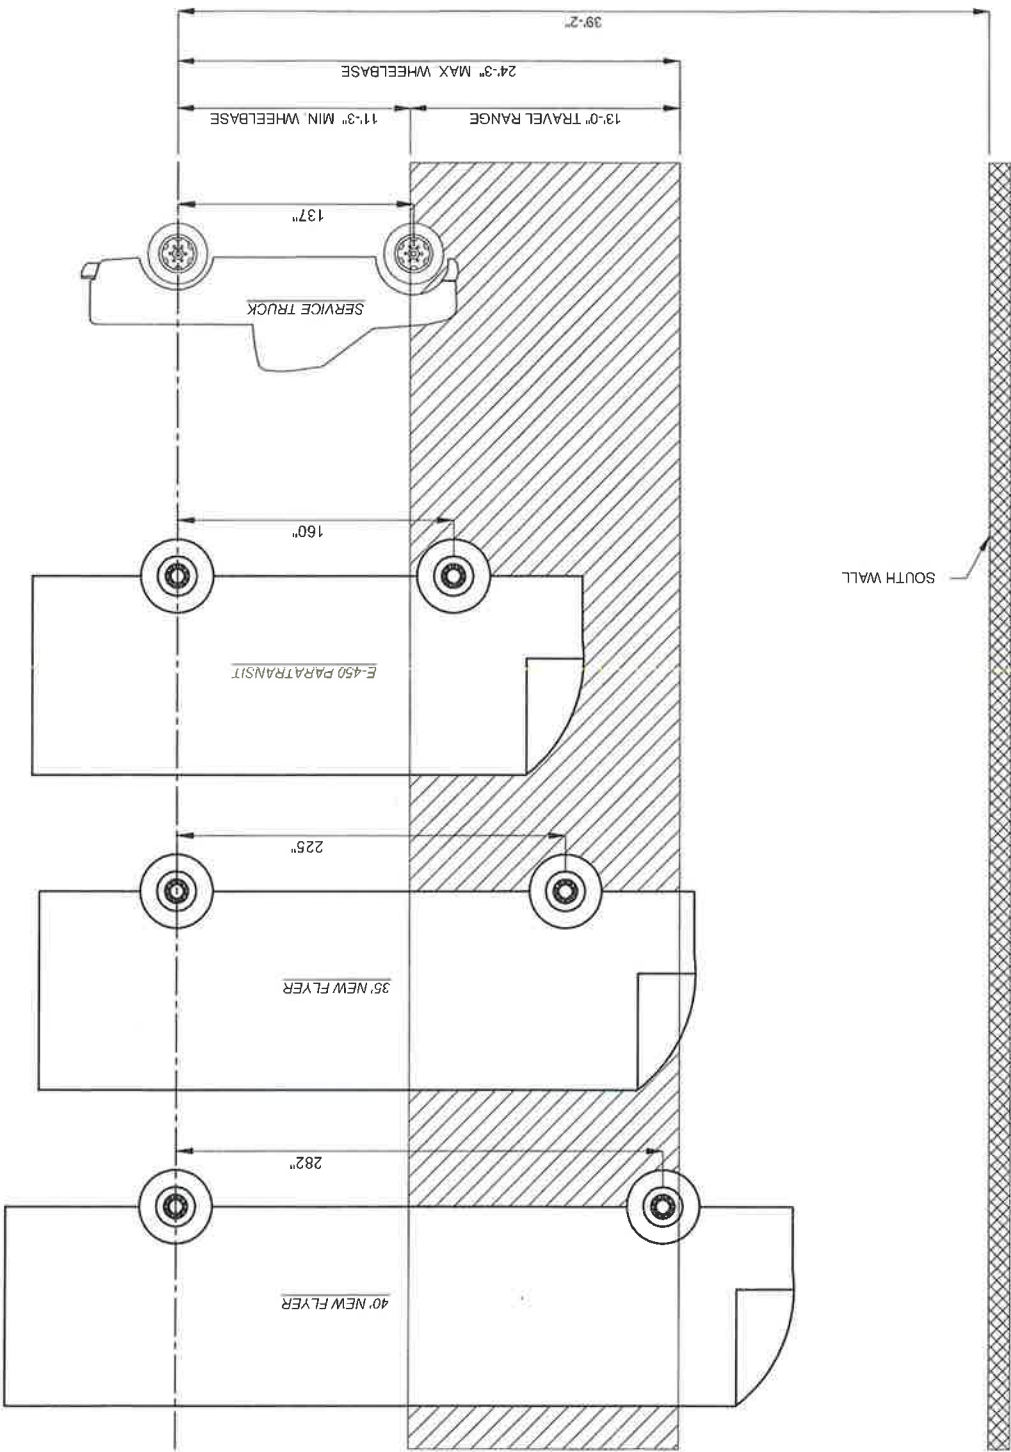 40' NEW FLYER
282"
35' NEW FLYER
225"
E-450 PARATRANSIT
SOUTH WALL
160"
SERVICE TRUCK
137"
13'-0" TRAVEL RANGE
11'-3" MIN. WHEELBASE
24'-3" MAX WHEELBASE
39'-2"